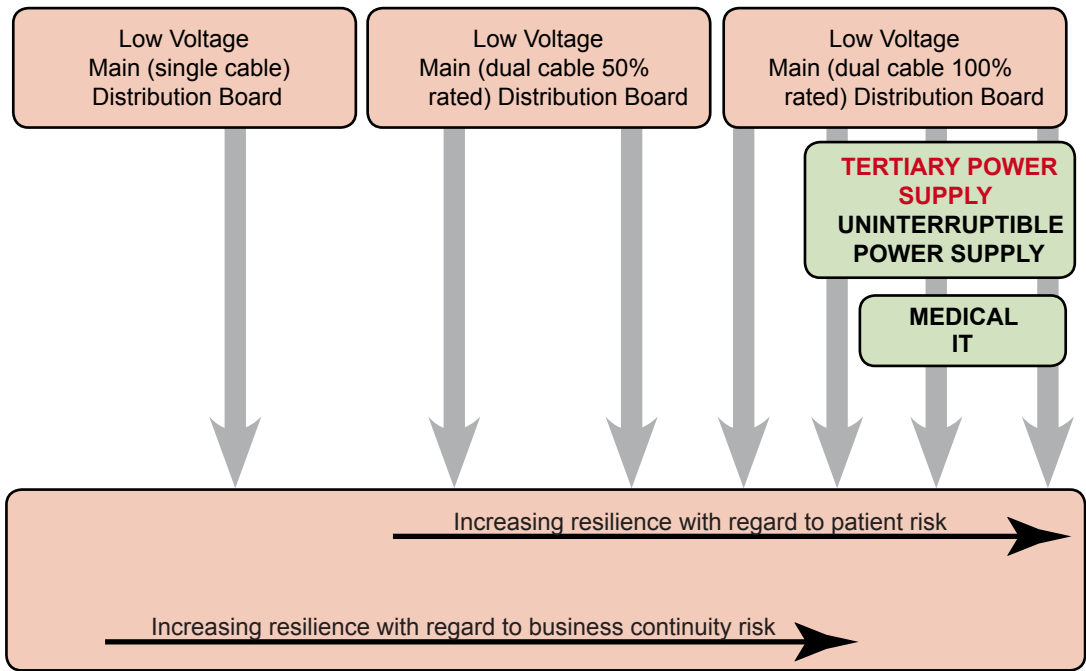 Low Voltage
Main (single cable)
Distribution Board
Low Voltage
Main (dual cable 50%
rated) Distribution Board
Low Voltage
Main (dual cable 100%
rated) Distribution Board
TERTIARY POWER
SUPPLY
UNINTERRUPTIBLE
POWER SUPPLY
MEDICAL
IT
Increasing resilience with regard to patient risk
Increasing resilience with regard to business continuity risk